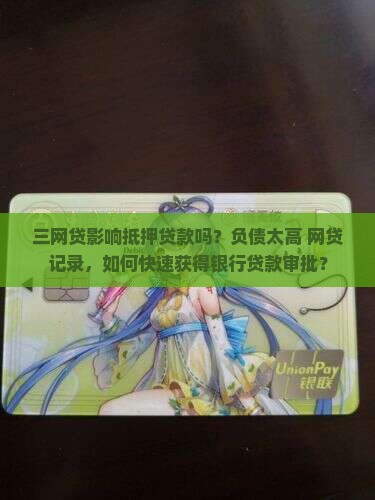 三网贷影响抵押贷款吗？负债太高 网贷
记录，如何快速获得银行贷款审批？
Debit
UnionPay
银联